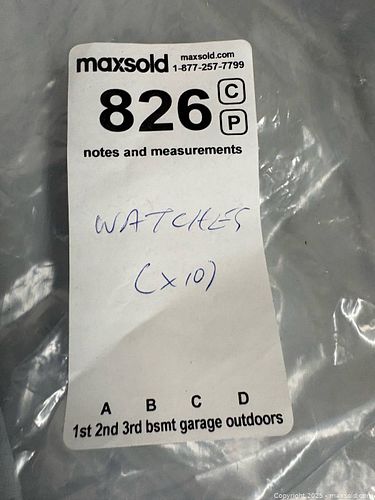 maxsold maxsold.com
1-877-257-7799
826 C
P
notes and measurements
WATCHES
(x10)
A B C D
1st 2nd 3rd bsmt garage outdoors
Copyright 2025 - maxsold.com